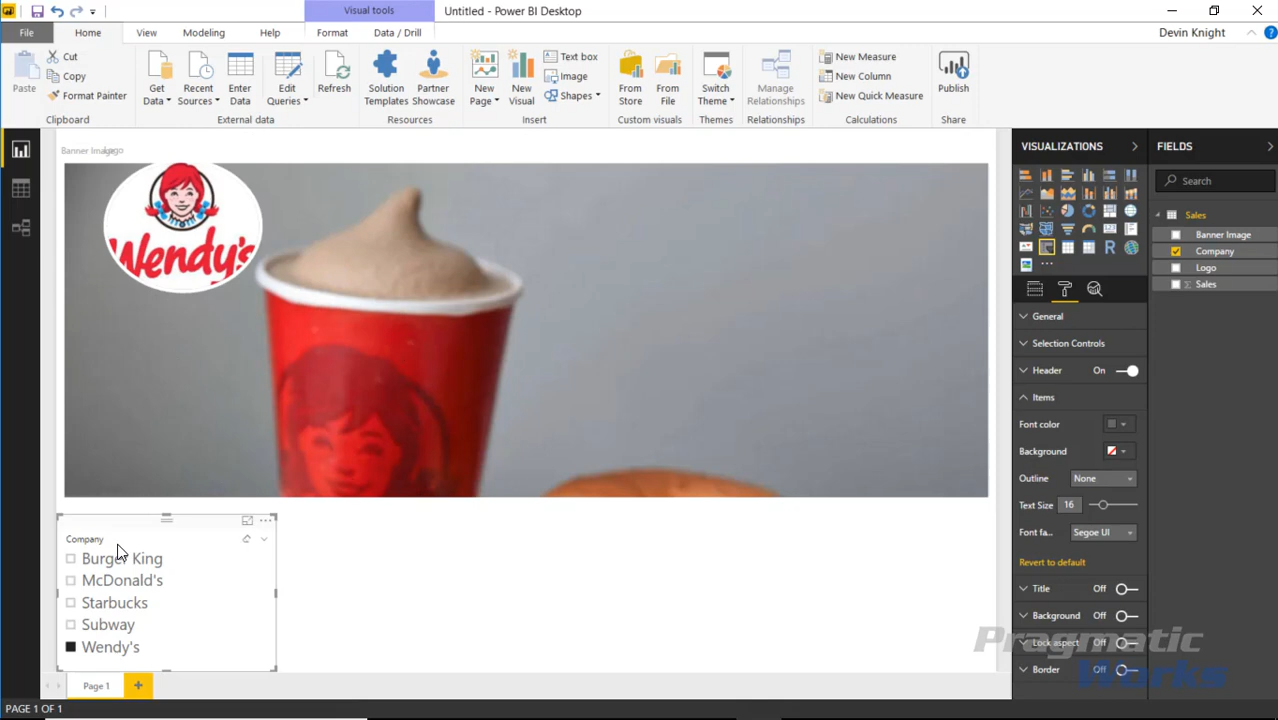 Visual tools
Untitled - Power BI Desktop
File
Home
View
Modeling
Help
Format
Data / Drill
Devin Knight
Paste
Cut
Copy
Format Painter
Clipboard
Get Data
Recent Sources
Enter Data
Edit Queries
Refresh
External data
Solution Templates
Partner Showcase
Resources
New Page
New Visual
Text box
Image
Shapes
Insert
From Store
From File
Custom visuals
Switch Theme
Themes
Manage Relationships
Relationships
New Measure
New Column
New Quick Measure
Calculations
Publish
Share
Banner Image
Logo
Wendy's
Company
Burger King
McDonald's
Starbucks
Subway
Wendy's
VISUALIZATIONS
R
General
Selection Controls
Header On
Items
Font color
Background
Outline None
Text Size 16
Font fa... Segoe UI
Revert to default
Title Off
Background Off
Lock aspect Off
Border Off
FIELDS
Search
Sales
Banner Image
Company
Logo
Σ Sales
Pragmatic
Works
Page 1
PAGE 1 OF 1